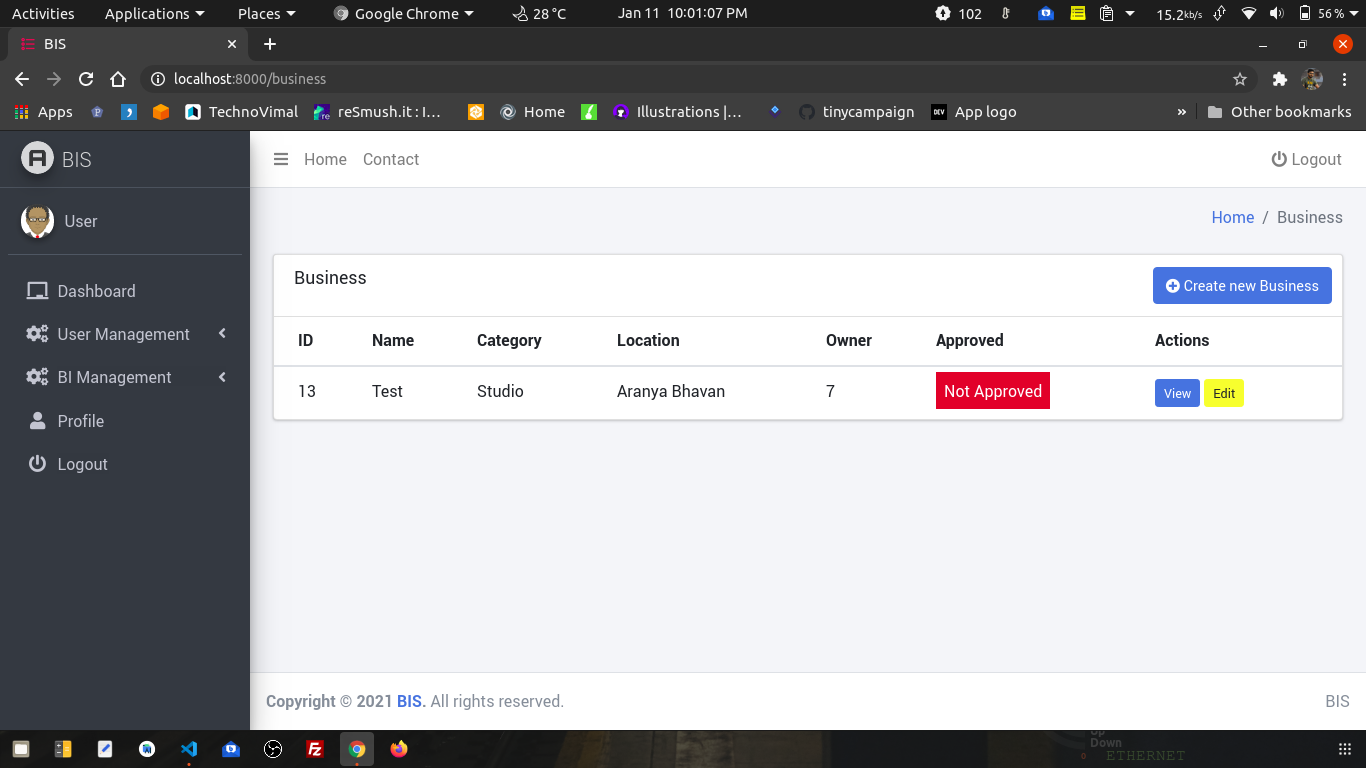 Activities Applications Places Google Chrome 28 °C Jan 11 10:01:07 PM 102 15.2kb/s 56 %
BIS
localhost:8000/business
Apps TechnoVimal reSmush.it : I… Home Illustrations |… tinycampaign DEV App logo » Other bookmarks
BIS
Home Contact Logout
User
Home / Business
Business
Create new Business
Dashboard
User Management
BI Management
Profile
Logout
ID Name Category Location Owner Approved Actions
13 Test Studio Aranya Bhavan 7 Not Approved View Edit
Copyright © 2021 BIS. All rights reserved. BIS
Up
Down
0 ETHERNET